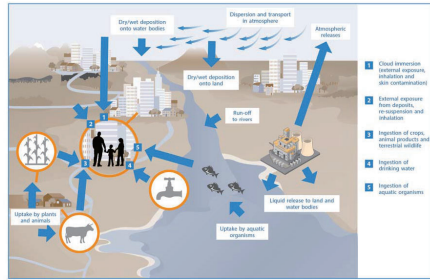 Dry/wet deposition
onto water bodies
Dispersion and transport
in atmosphere
Atmospheric
releases
Dry/wet deposition
onto land
Run-off
to rivers
1
2
3
4
5
Uptake by plants
and animals
Uptake by aquatic
organisms
Liquid release to land and
water bodies
1 Cloud immersion
(external exposure,
inhalation and
skin contamination)
2 External exposure
from deposits,
re-suspension and
inhalation
3 Ingestion of crops,
animal products and
terrestrial wildlife
4 Ingestion of
drinking water
5 Ingestion of
aquatic organisms